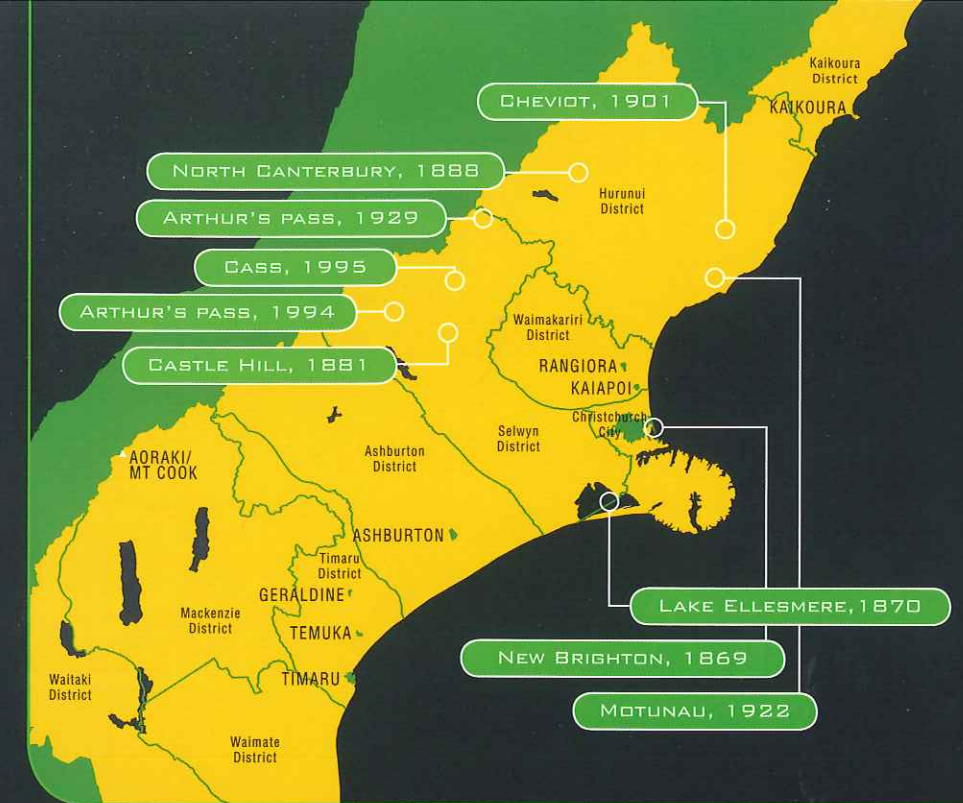 Kaikoura
District
KAIKOURA
CHEVIOT, 1901
NORTH CANTERBURY, 1888
Hurunui
District
ARTHUR'S PASS, 1929
CASS, 1995
ARTHUR'S PASS, 1994
Waimakariri
District
CASTLE HILL, 1881
RANGIORA
KAIAPOI
Christchurch
City
Selwyn
District
Ashburton
District
AORAKI/
MT COOK
ASHBURTON
Timaru
District
GERALDINE
Mackenzie
District
TEMUKA
LAKE ELLESMERE, 1870
NEW BRIGHTON, 1869
TIMARU
Waitaki
District
MOTUNAU, 1922
Waimate
District